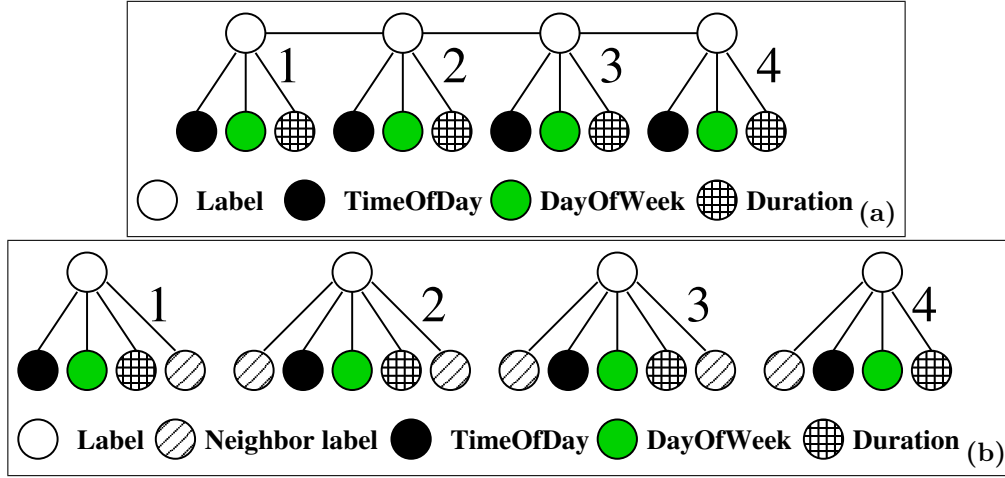 1 2 3 4
Label TimeOfDay DayOfWeek Duration (a)
1 2 3 4
Label Neighbor label TimeOfDay DayOfWeek Duration (b)